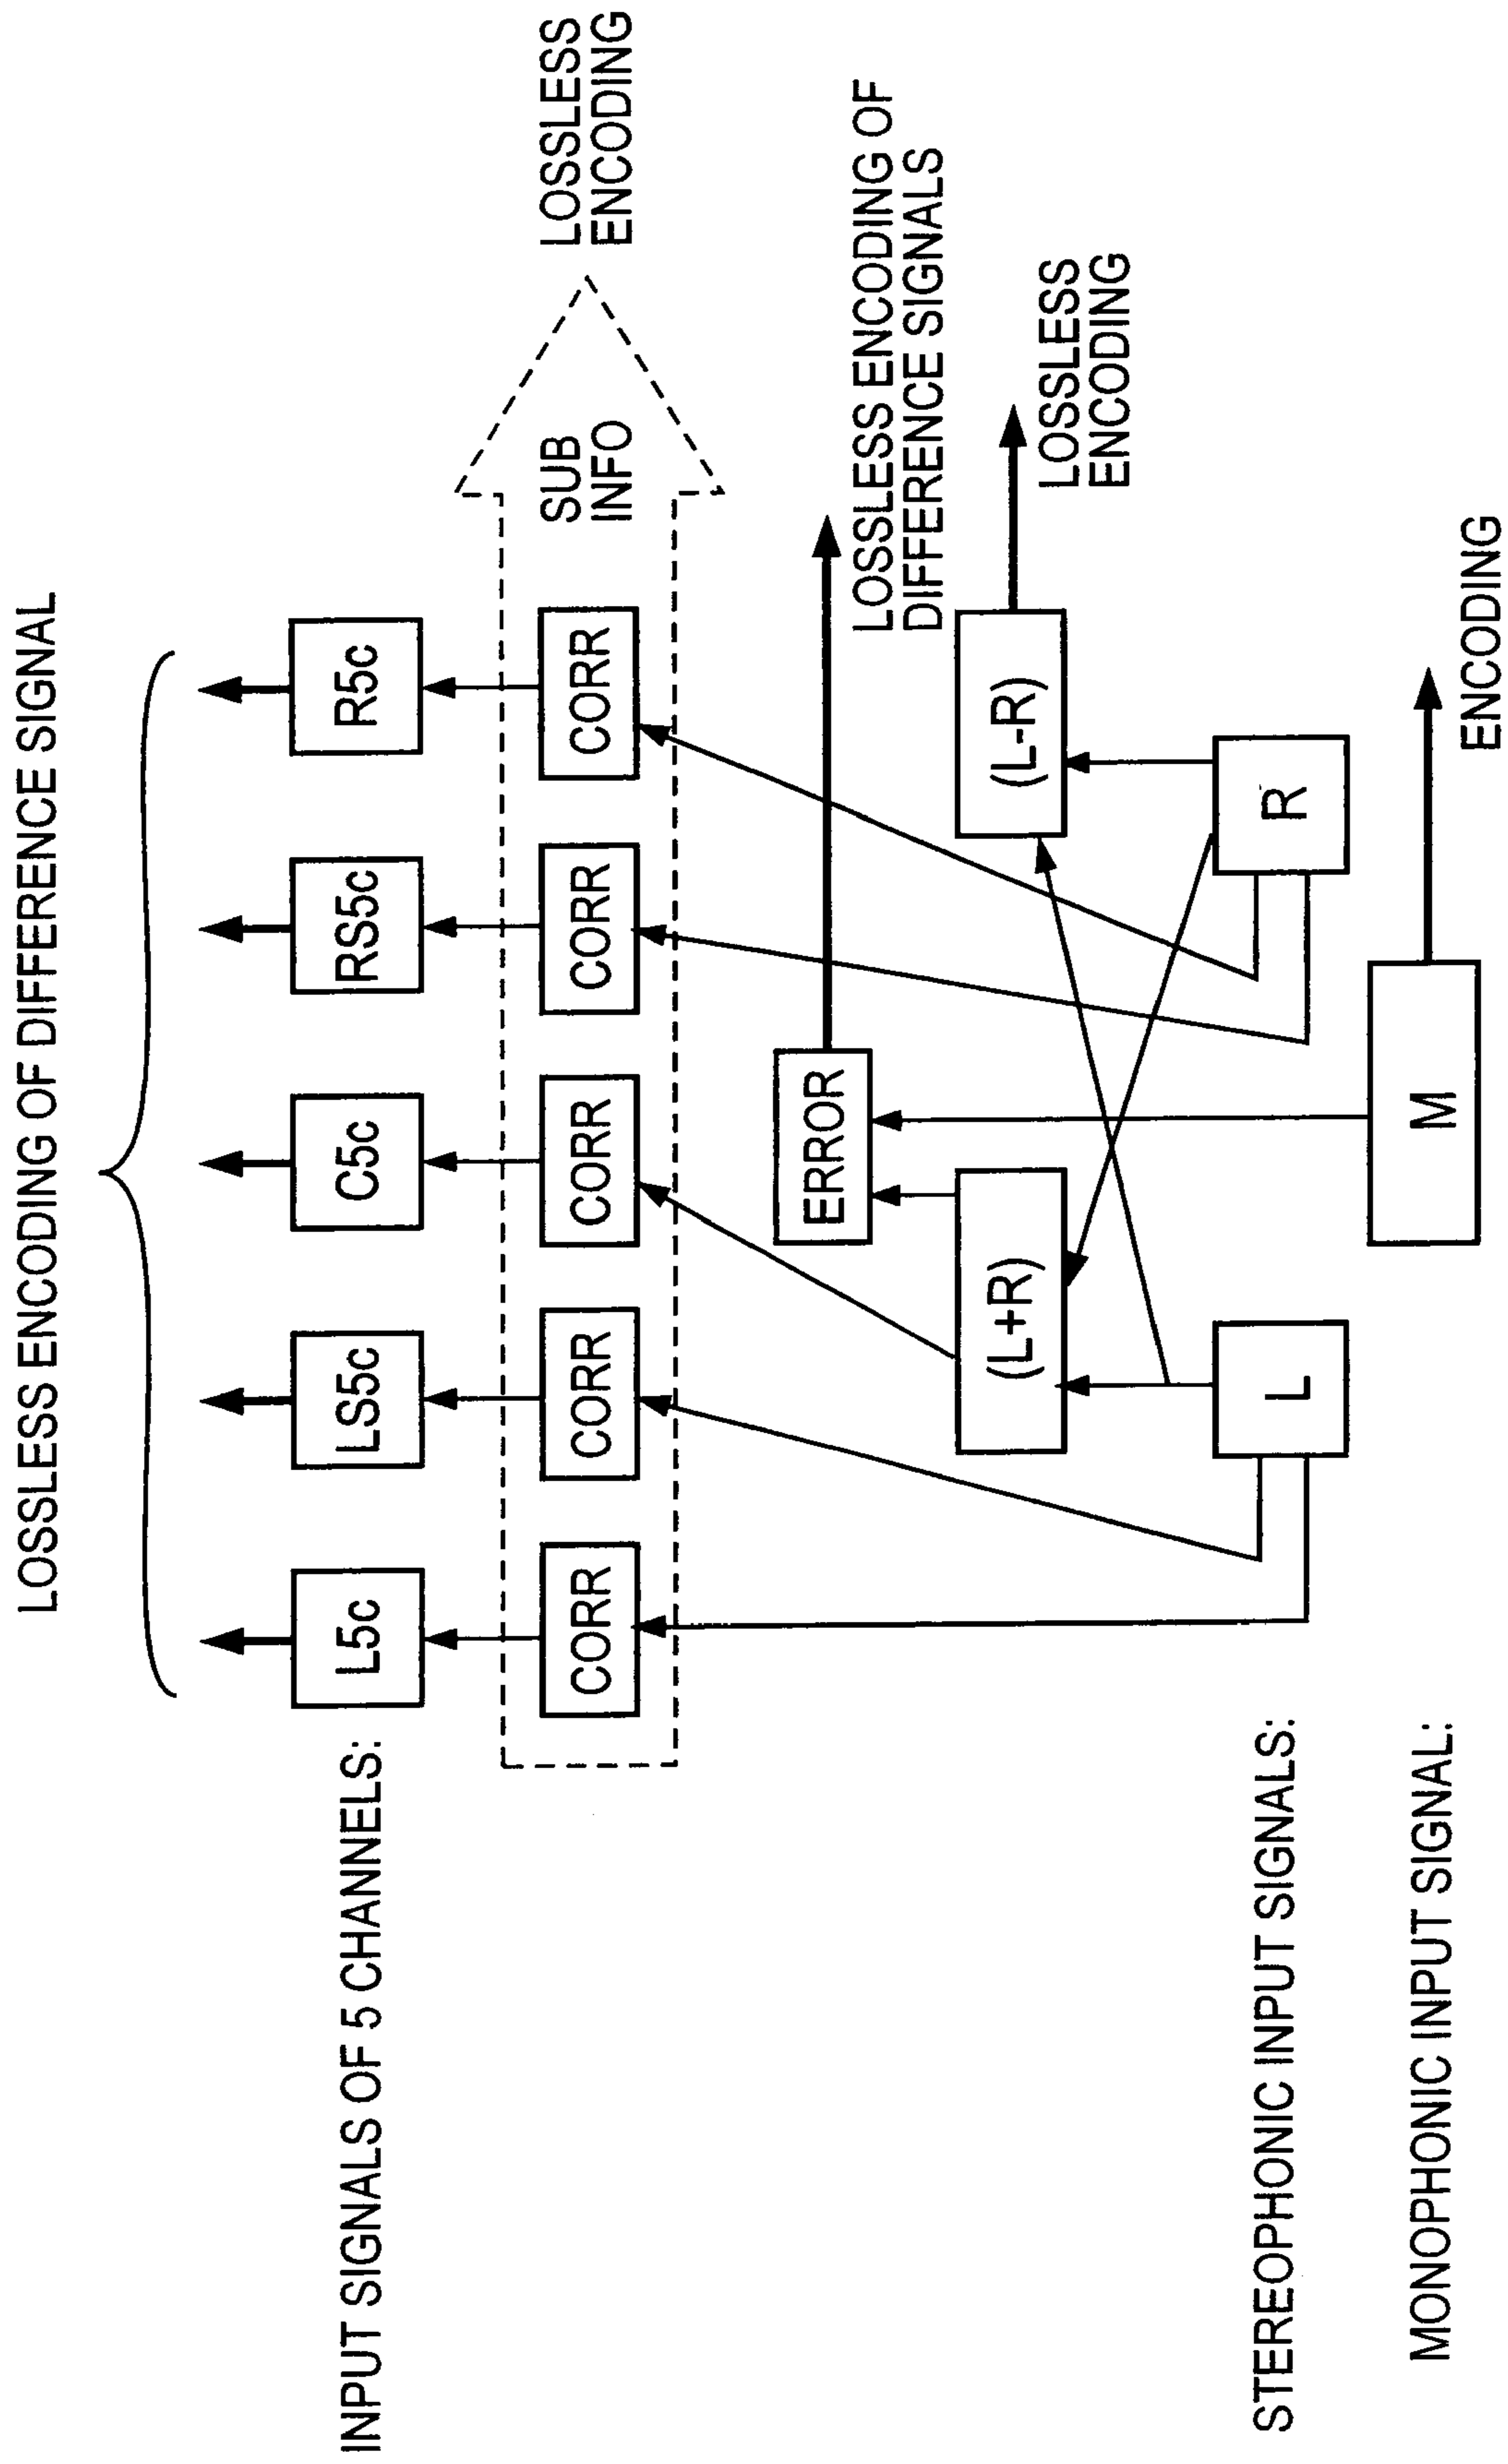 LOSSLESS ENCODING OF DIFFERENCE SIGNAL
INPUT SIGNALS OF 5 CHANNELS:
L5c
LS5c
C5c
RS5c
R5c
CORR
CORR
CORR
CORR
CORR
SUB
INFO
LOSSLESS
ENCODING
ERROR
LOSSLESS ENCODING OF
DIFFERENCE SIGNALS
(L+R)
(L-R)
LOSSLESS
ENCODING
STEREOPHONIC INPUT SIGNALS:
L
R
MONOPHONIC INPUT SIGNAL:
M
ENCODING